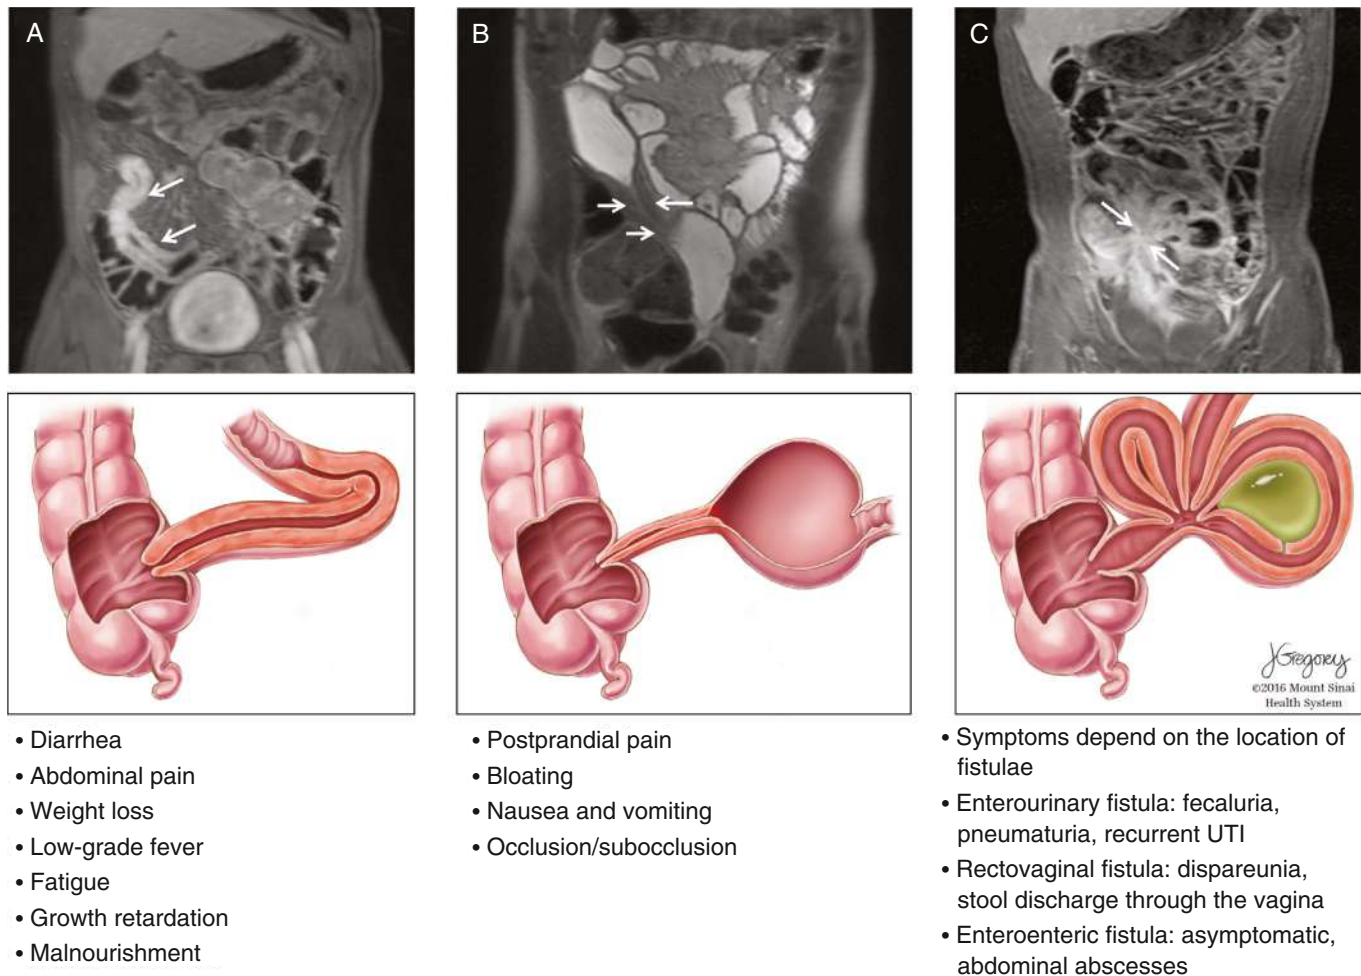 A
B
C
JGregory
©2016 Mount Sinai
Health System
• Diarrhea
• Abdominal pain
• Weight loss
• Low-grade fever
• Fatigue
• Growth retardation
• Malnourishment
• Postprandial pain
• Bloating
• Nausea and vomiting
• Occlusion/subocclusion
• Symptoms depend on the location of
fistulae
• Enterourinary fistula: fecaluria,
pneumaturia, recurrent UTI
• Rectovaginal fistula: dispareunia,
stool discharge through the vagina
• Enteroenteric fistula: asymptomatic,
abdominal abscesses